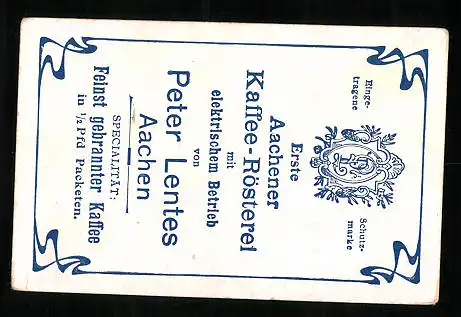 Einge-
tragene
Schutz-
marke
Erste
Aachener
Kaffee-Rösterei
mit
elektrischem Betrieb
von
Peter Lentes
Aachen
SPECIALITÄT:
Feinst gebrannter Kaffee
in ½ Pfd Packeten.